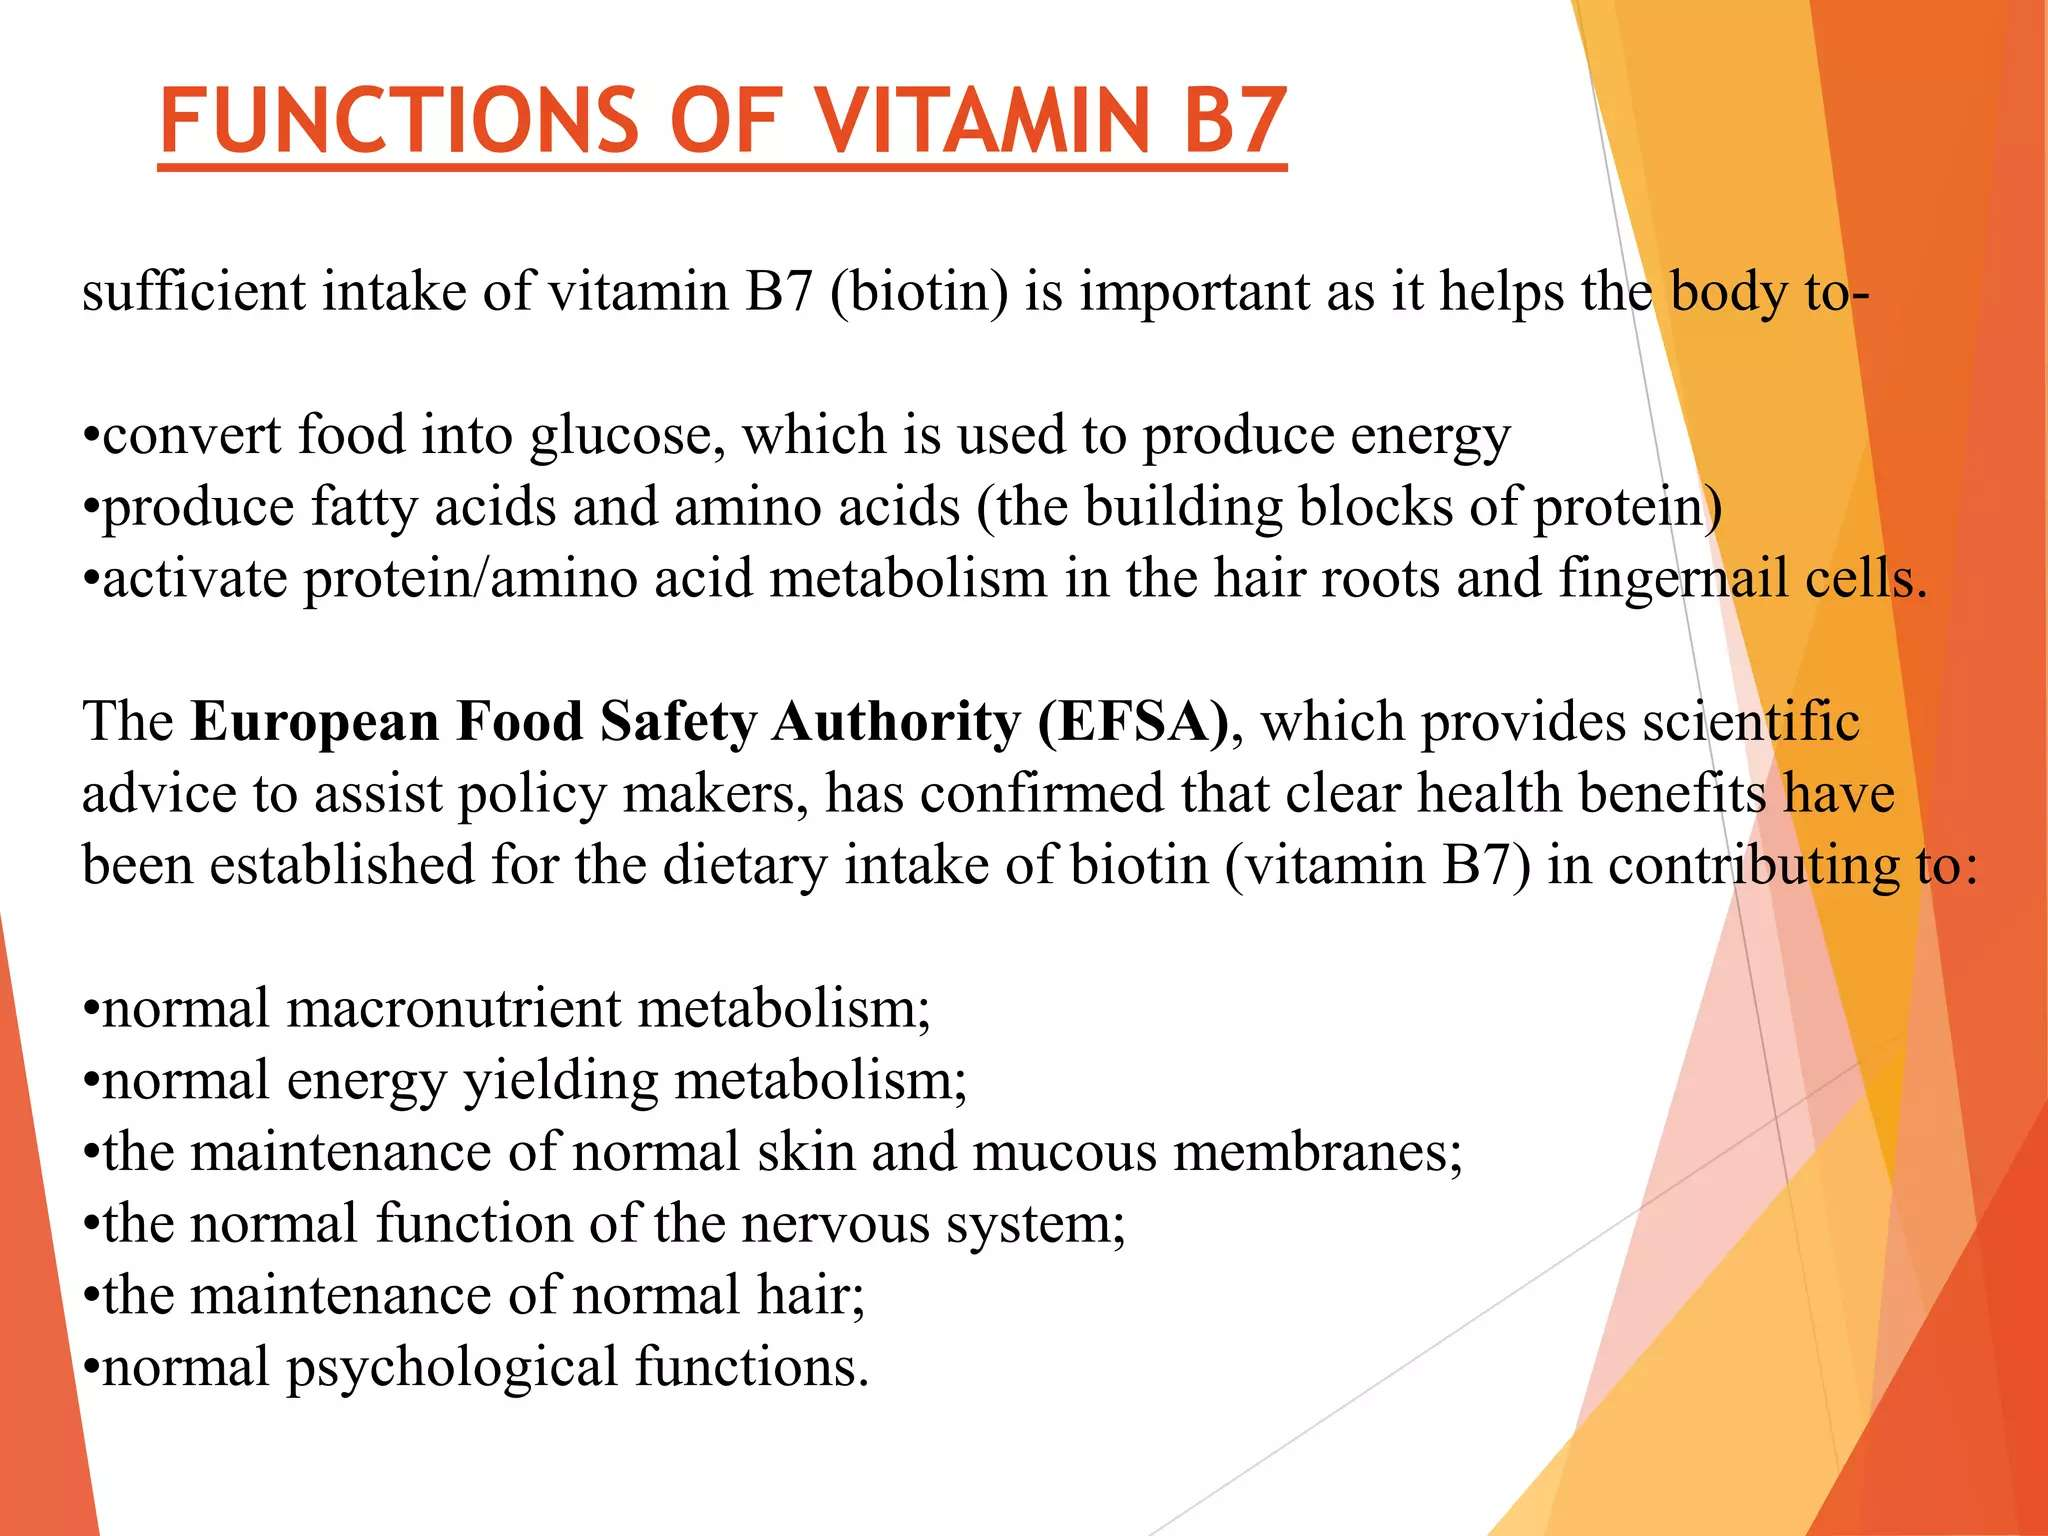 FUNCTIONS OF VITAMIN B7
sufficient intake of vitamin B7 (biotin) is important as it helps the body to-
•convert food into glucose, which is used to produce energy
•produce fatty acids and amino acids (the building blocks of protein)
•activate protein/amino acid metabolism in the hair roots and fingernail cells.
The European Food Safety Authority (EFSA), which provides scientific
advice to assist policy makers, has confirmed that clear health benefits have
been established for the dietary intake of biotin (vitamin B7) in contributing to:
•normal macronutrient metabolism;
•normal energy yielding metabolism;
•the maintenance of normal skin and mucous membranes;
•the normal function of the nervous system;
•the maintenance of normal hair;
•normal psychological functions.